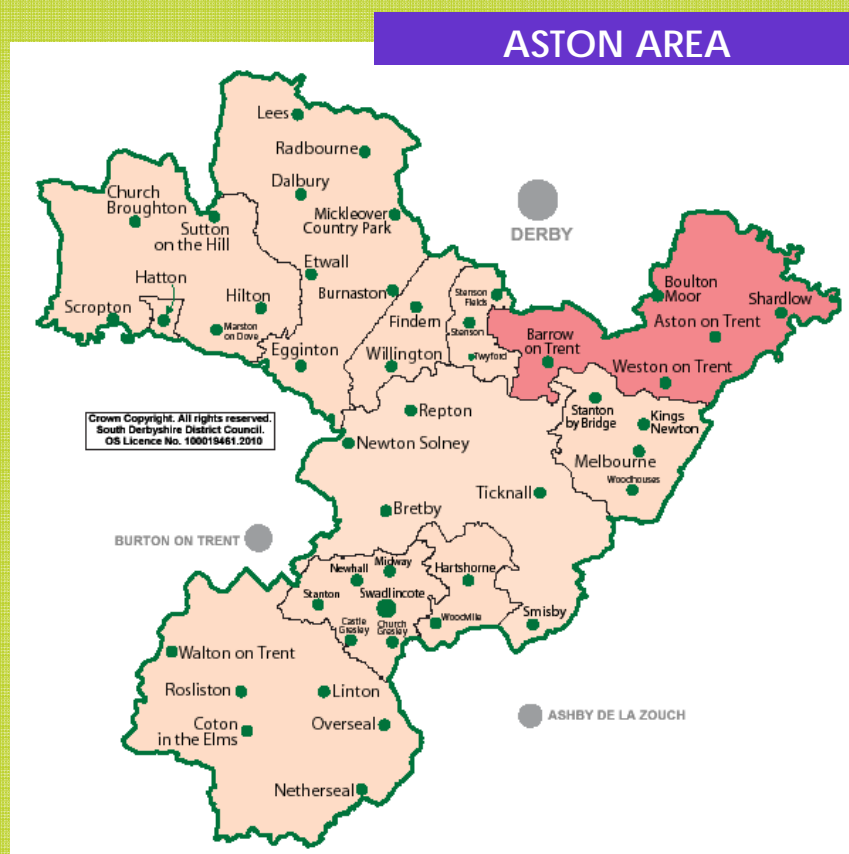 ASTON AREA
Lees
Radbourne
Dalbury
Mickleover
Country Park
Church
Broughton
Sutton
on the Hill
DERBY
Etwall
Hatton
Burnaston
Hilton
Scropton
Marston
on Dove
Egginton
Findern
Willington
Stenson
Fields
Stenson
Twyford
Boulton
Moor
Shardlow
Aston on Trent
Barrow
on Trent
Weston on Trent
Crown Copyright. All rights reserved.
South Derbyshire District Council.
OS Licence No. 100019461.2010
Repton
Stanton
by Bridge
Kings
Newton
Newton Solney
Melbourne
Woodhouses
Ticknall
Bretby
BURTON ON TRENT
Newhall
Midway
Hartshorne
Stanton
Swadlincote
Castle
Gresley
Church
Gresley
Woodville
Smisby
Walton on Trent
Rosliston
Linton
Coton
in the Elms
Overseal
ASHBY DE LA ZOUCH
Netherseal